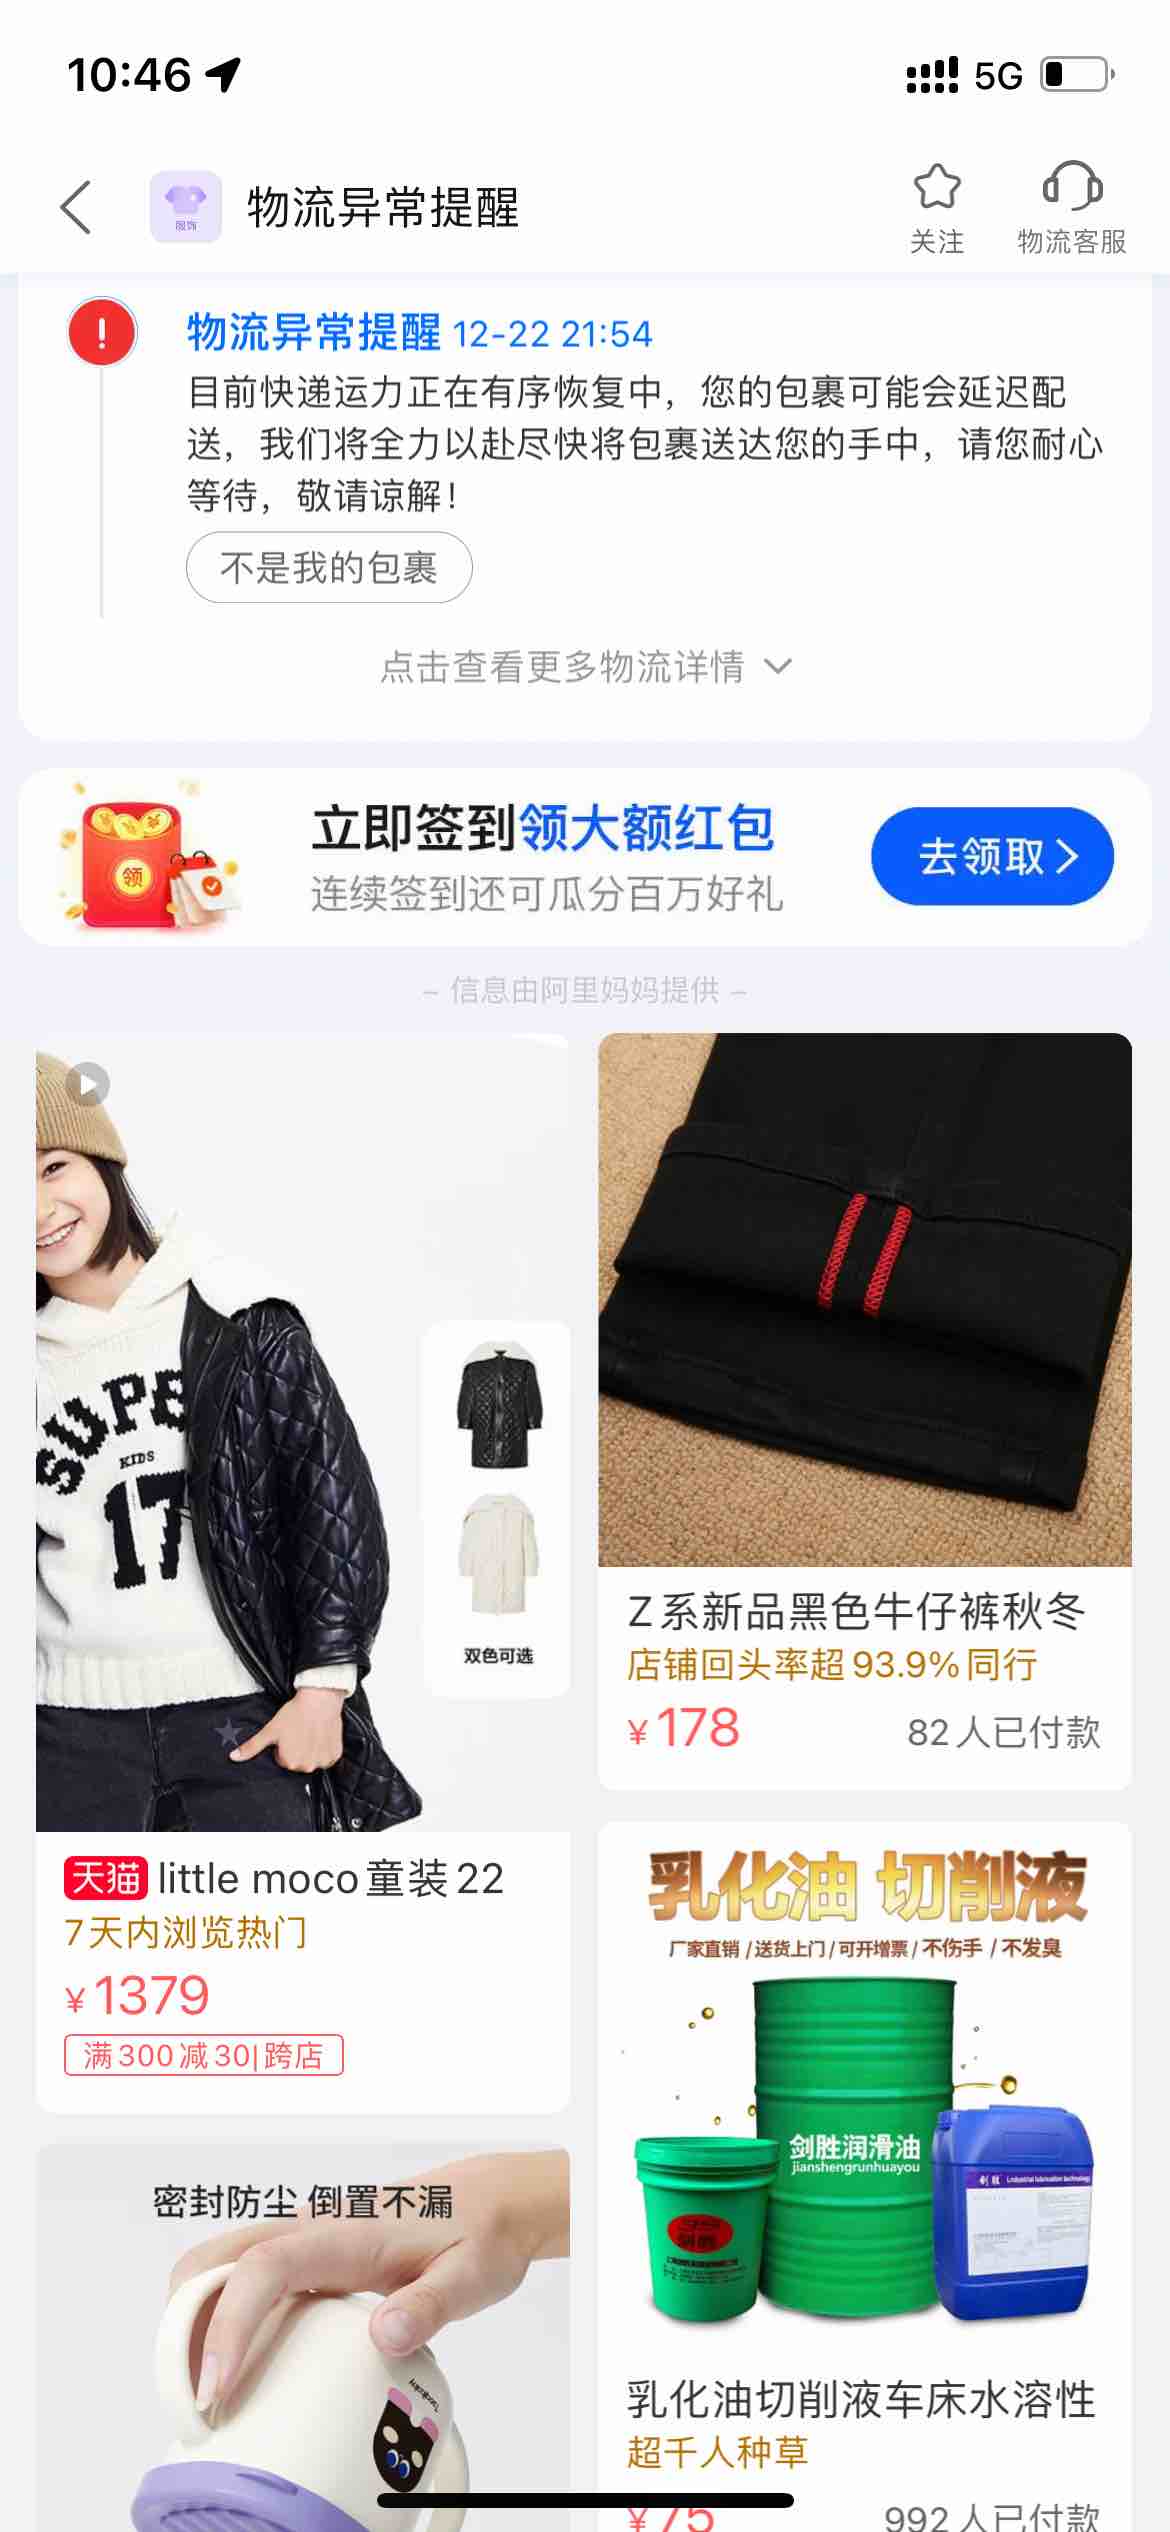 10:46
5G
服饰
物流异常提醒
关注
物流客服
物流异常提醒 12-22 21:54
目前快递运力正在有序恢复中，您的包裹可能会延迟配
送，我们将全力以赴尽快将包裹送达您的手中，请您耐心
等待，敬请谅解！
不是我的包裹
点击查看更多物流详情
领
立即签到领大额红包
连续签到还可瓜分百万好礼
去领取
– 信息由阿里妈妈提供 –
SUPE
KIDS
17
双色可选
天猫 little moco童装22
7天内浏览热门
¥1379
满300减30|跨店
密封防尘 倒置不漏
Z系新品黑色牛仔裤秋冬
店铺回头率超93.9%同行
¥178
82人已付款
乳化油 切削液
厂家直销 / 送货上门 / 可开增票 / 不伤手 / 不发臭
剑胜润滑油
jianshengrunhuayou
剑胜 Lndustrial lubrication technology
乳化油切削液车床水溶性
超千人种草
¥75
992人已付款